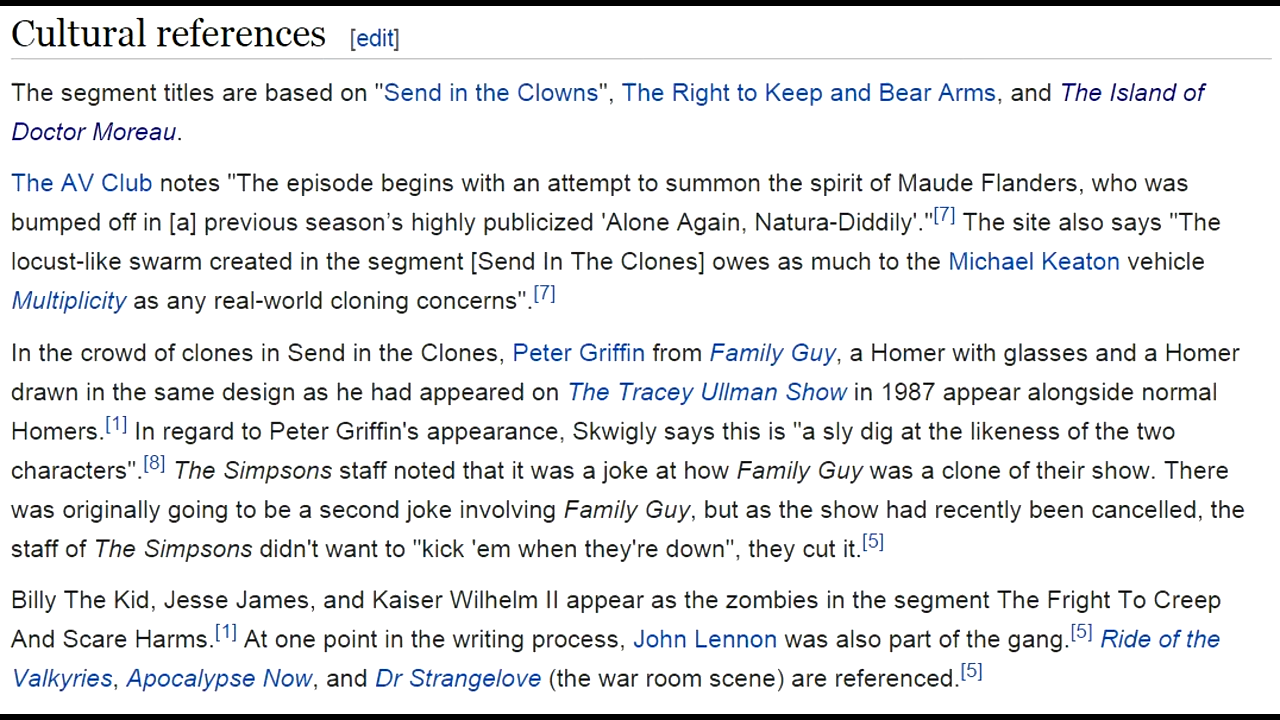 Cultural references [edit]
The segment titles are based on "Send in the Clowns", The Right to Keep and Bear Arms, and The Island of
Doctor Moreau.
The AV Club notes "The episode begins with an attempt to summon the spirit of Maude Flanders, who was
bumped off in [a] previous season’s highly publicized 'Alone Again, Natura-Diddily'."[7] The site also says "The
locust-like swarm created in the segment [Send In The Clones] owes as much to the Michael Keaton vehicle
Multiplicity as any real-world cloning concerns".[7]
In the crowd of clones in Send in the Clones, Peter Griffin from Family Guy, a Homer with glasses and a Homer
drawn in the same design as he had appeared on The Tracey Ullman Show in 1987 appear alongside normal
Homers.[1] In regard to Peter Griffin's appearance, Skwigly says this is "a sly dig at the likeness of the two
characters".[8] The Simpsons staff noted that it was a joke at how Family Guy was a clone of their show. There
was originally going to be a second joke involving Family Guy, but as the show had recently been cancelled, the
staff of The Simpsons didn't want to "kick 'em when they're down", they cut it.[5]
Billy The Kid, Jesse James, and Kaiser Wilhelm II appear as the zombies in the segment The Fright To Creep
And Scare Harms.[1] At one point in the writing process, John Lennon was also part of the gang.[5] Ride of the
Valkyries, Apocalypse Now, and Dr Strangelove (the war room scene) are referenced.[5]